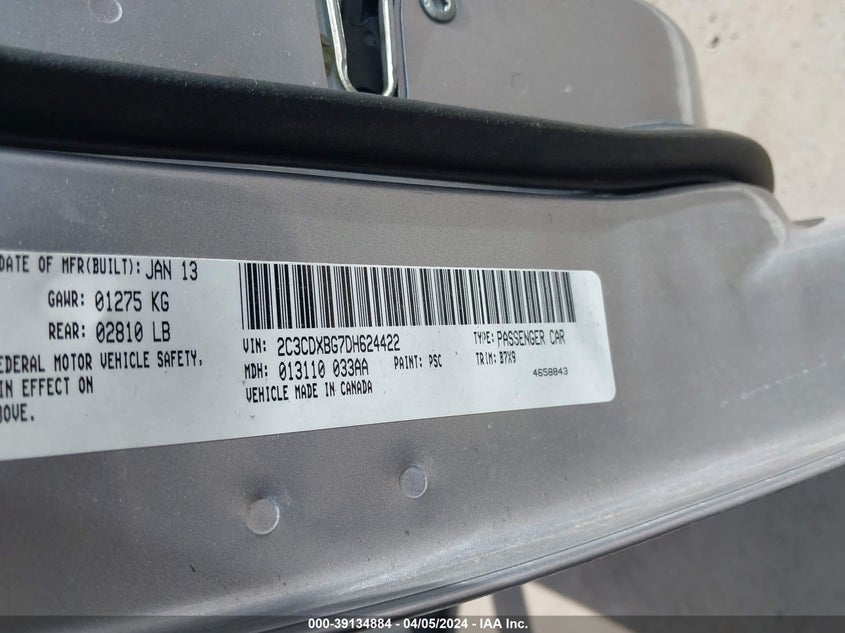 DATE OF MFR(BUILT): JAN 13
GAWR: 01275 KG
REAR: 02810 LB
FEDERAL MOTOR VEHICLE SAFETY,
IN EFFECT ON
ABOVE.
VIN: 2C3CDXBG7DH624422
TYPE: PASSENGER CAR
MDH: 013110 033AA
PAINT: PSC
TRIM: B7X9
VEHICLE MADE IN CANADA
4658843
000-39134884 - 04/05/2024 - IAA Inc.